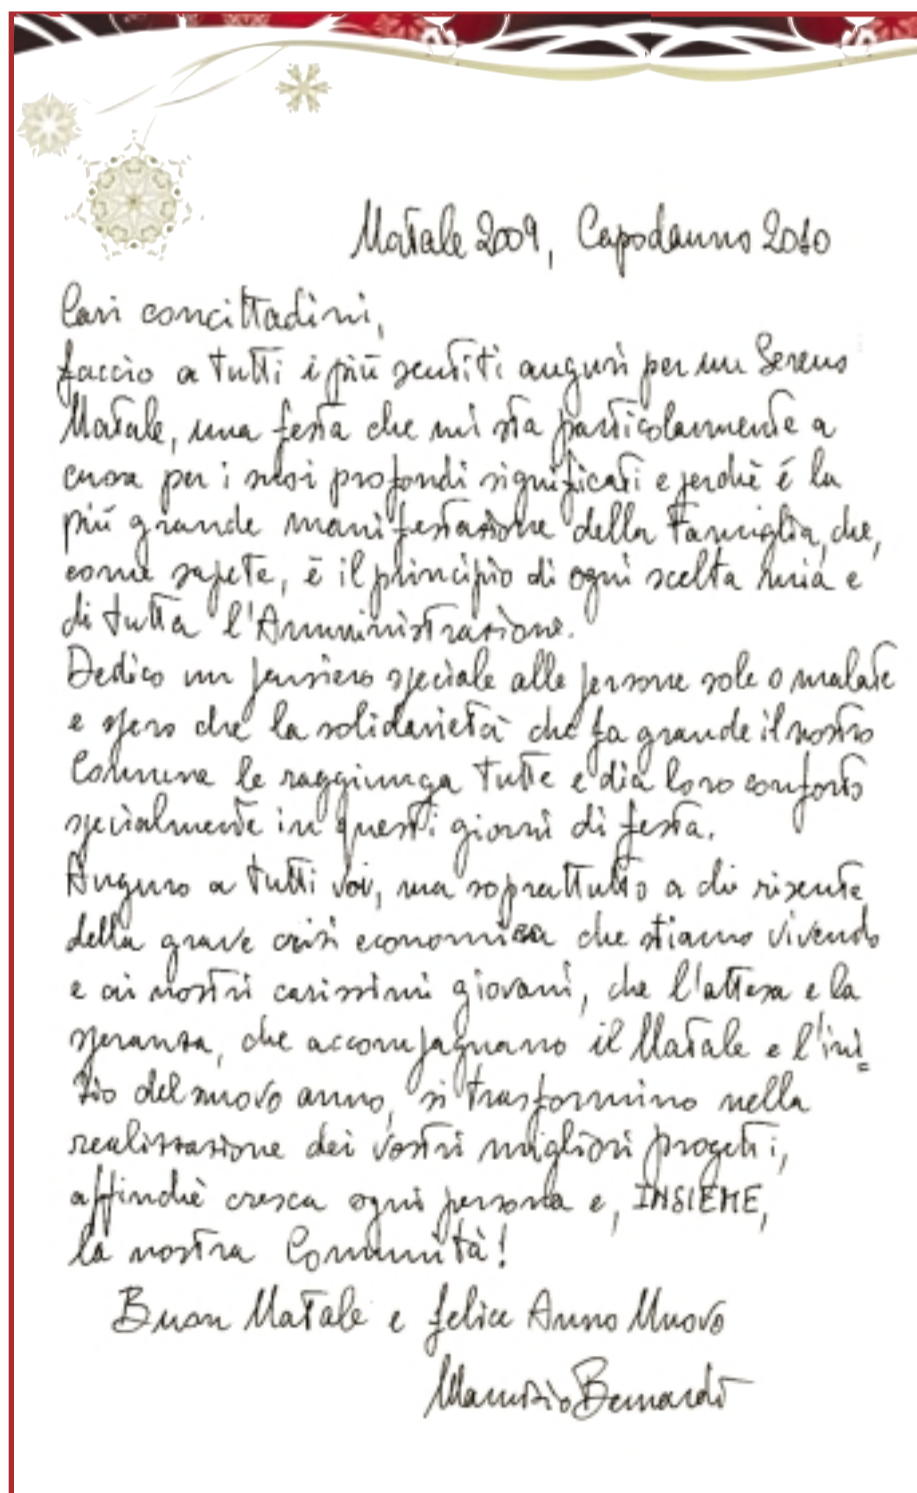 Natale 2009, Capodanno 2010
Cari concittadini,
faccio a tutti i più sentiti auguri per un Sereno
Natale, una festa che mi sta particolarmente a
cuore per i suoi profondi significati e perchè é la
più grande manifestazione della Famiglia, che,
come sapete, è il principio di ogni scelta mia e
di tutta l'Amministrazione.
Dedico un pensiero speciale alle persone sole o malate
e spero che la solidarietà che fa grande il nostro
Comune le raggiunga tutte e dia loro conforto
specialmente in questi giorni di festa.
Auguro a tutti voi, ma soprattutto a chi risente
della grave crisi economica che stiamo vivendo
e ai nostri carissimi giovani, che l'attesa e la
speranza, che accompagnano il Natale e l'ini=
zio del nuovo anno, si trasformino nella
realizzazione dei vostri migliori progetti,
affinchè cresca ogni persona e, INSIEME,
la nostra Comunità!
Buon Natale e felice Anno Nuovo
Maurizio Bernardi